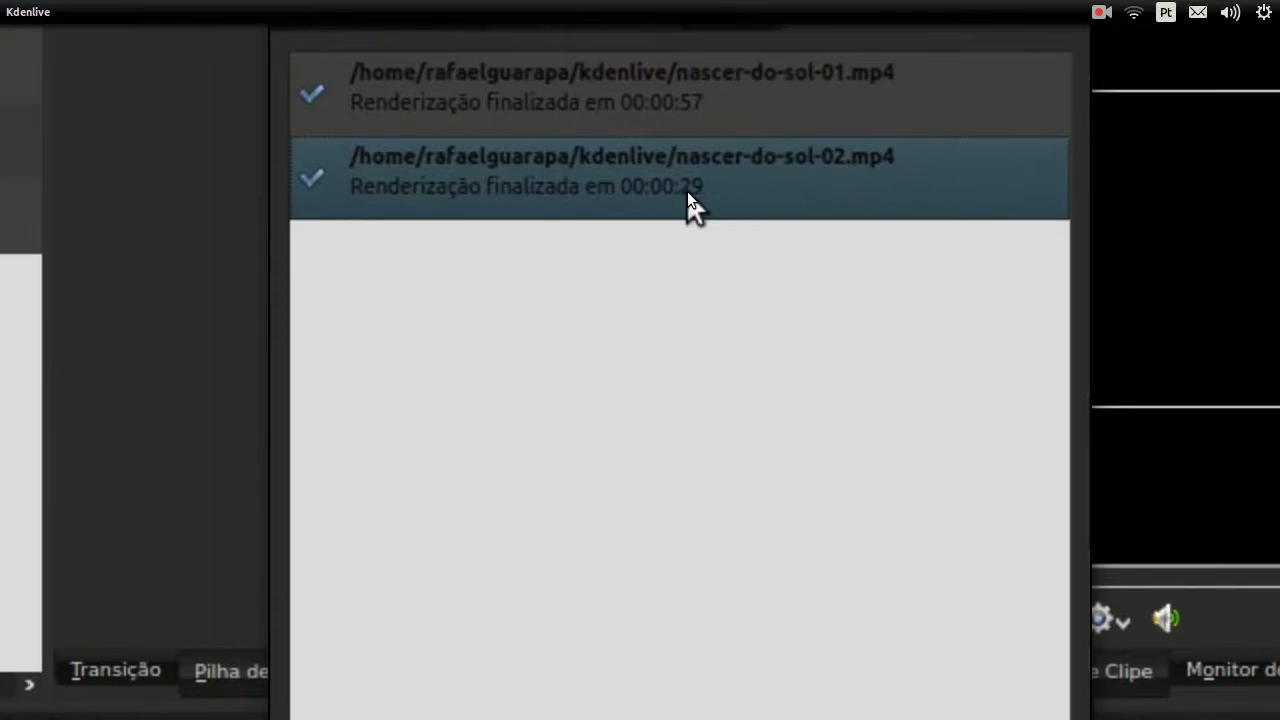 Kdenlive
Pt
/home/rafaelguarapa/kdenlive/nascer-do-sol-01.mp4
Renderização finalizada em 00:00:57
/home/rafaelguarapa/kdenlive/nascer-do-sol-02.mp4
Renderização finalizada em 00:00:29
Transição
Pilha de
e Clipe
Monitor d